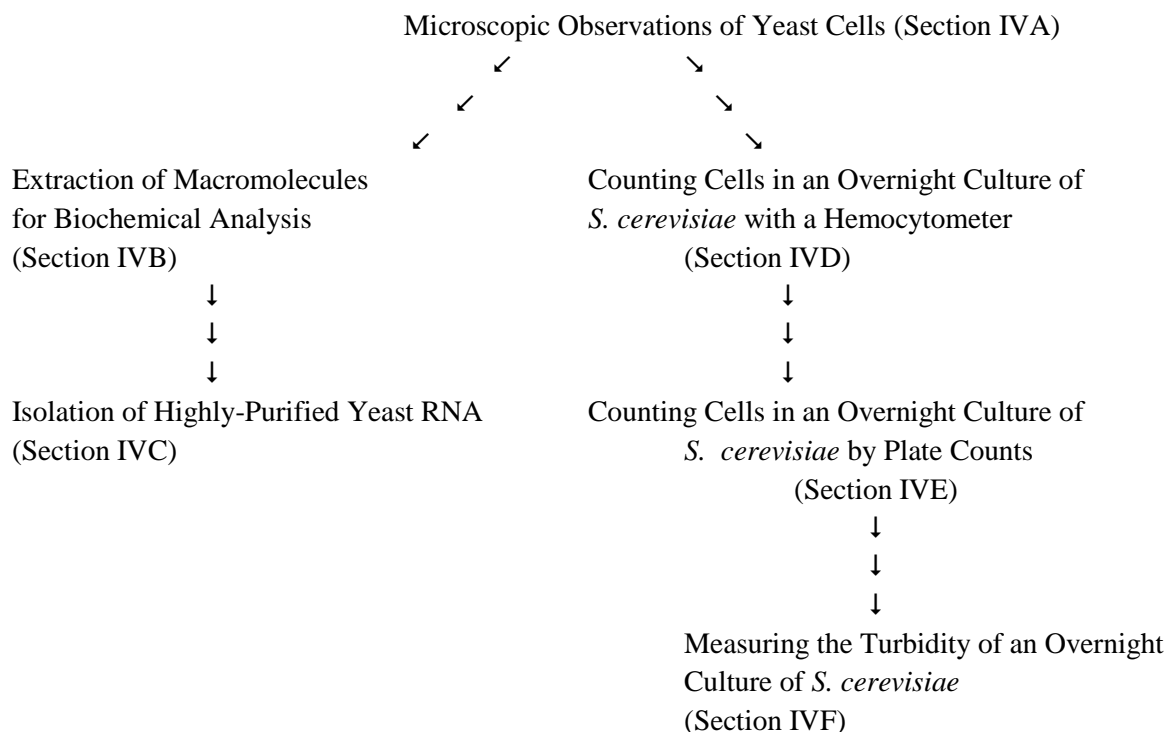 Microscopic Observations of Yeast Cells (Section IVA)
↙ ↘
↙ ↘
↙ ↘
Extraction of Macromolecules
for Biochemical Analysis
(Section IVB)
↓
↓
↓
Isolation of Highly-Purified Yeast RNA
(Section IVC)
Counting Cells in an Overnight Culture of
S. cerevisiae with a Hemocytometer
(Section IVD)
↓
↓
↓
Counting Cells in an Overnight Culture of
S. cerevisiae by Plate Counts
(Section IVE)
↓
↓
↓
Measuring the Turbidity of an Overnight
Culture of S. cerevisiae
(Section IVF)